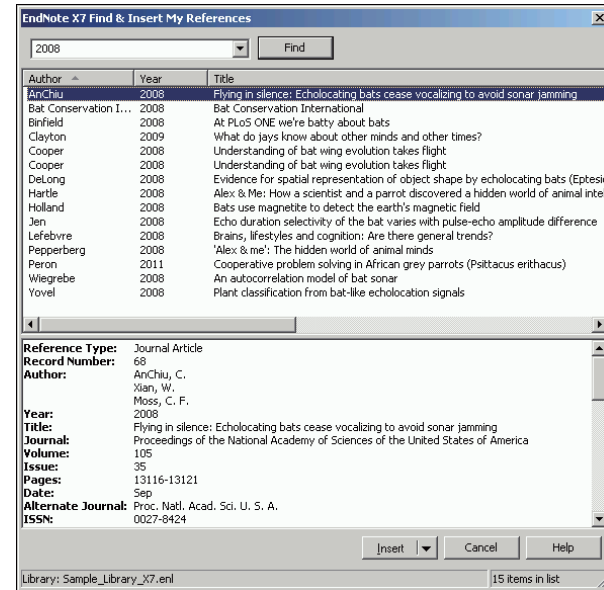 EndNote X7 Find & Insert My References
2008 Find
Author Year Title
AnChiu 2008 Flying in silence: Echolocating bats cease vocalizing to avoid sonar jamming
Bat Conservation I... 2008 Bat Conservation International
Binfield 2008 At PLoS ONE we're batty about bats
Clayton 2009 What do jays know about other minds and other times?
Cooper 2008 Understanding of bat wing evolution takes flight
Cooper 2008 Understanding of bat wing evolution takes flight
DeLong 2008 Evidence for spatial representation of object shape by echolocating bats (Eptesic
Hartle 2008 Alex & Me: How a scientist and a parrot discovered a hidden world of animal intel
Holland 2008 Bats use magnetite to detect the earth's magnetic field
Jen 2008 Echo duration selectivity of the bat varies with pulse-echo amplitude difference
Lefebvre 2008 Brains, lifestyles and cognition: Are there general trends?
Pepperberg 2008 'Alex & me': The hidden world of animal minds
Peron 2011 Cooperative problem solving in African grey parrots (Psittacus erithacus)
Wiegrebe 2008 An autocorrelation model of bat sonar
Yovel 2008 Plant classification from bat-like echolocation signals
Reference Type: Journal Article
Record Number: 68
Author: AnChiu, C.
Xian, W.
Moss, C. F.
Year: 2008
Title: Flying in silence: Echolocating bats cease vocalizing to avoid sonar jamming
Journal: Proceedings of the National Academy of Sciences of the United States of America
Volume: 105
Issue: 35
Pages: 13116-13121
Date: Sep
Alternate Journal: Proc. Natl. Acad. Sci. U. S. A.
ISSN: 0027-8424
Insert Cancel Help
Library: Sample_Library_X7.enl 15 items in list